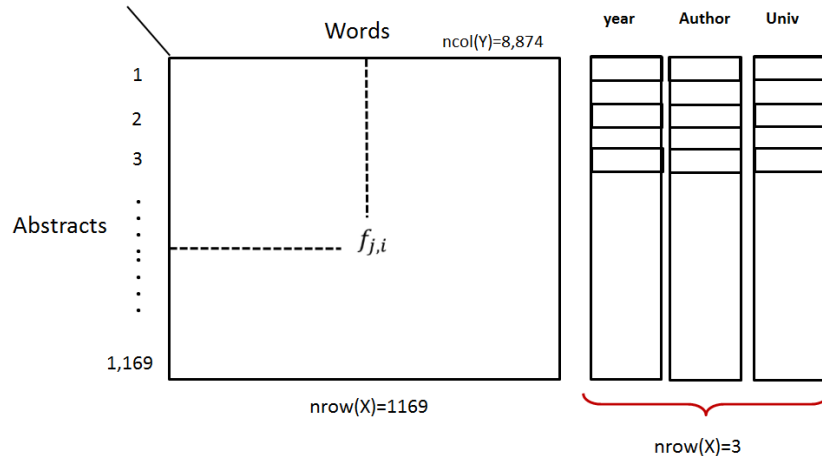 Words
ncol(Y)=8,874
year Author Univ
1
2
3
Abstracts
f_{j,i}
1,169
nrow(X)=1169
nrow(X)=3